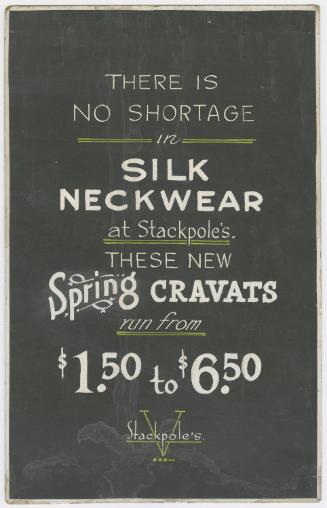 THERE IS
NO SHORTAGE
in
SILK
NECKWEAR
at Stackpole's.
THESE NEW
Spring CRAVATS
run from
$1.50 to $6.50
Stackpole's.